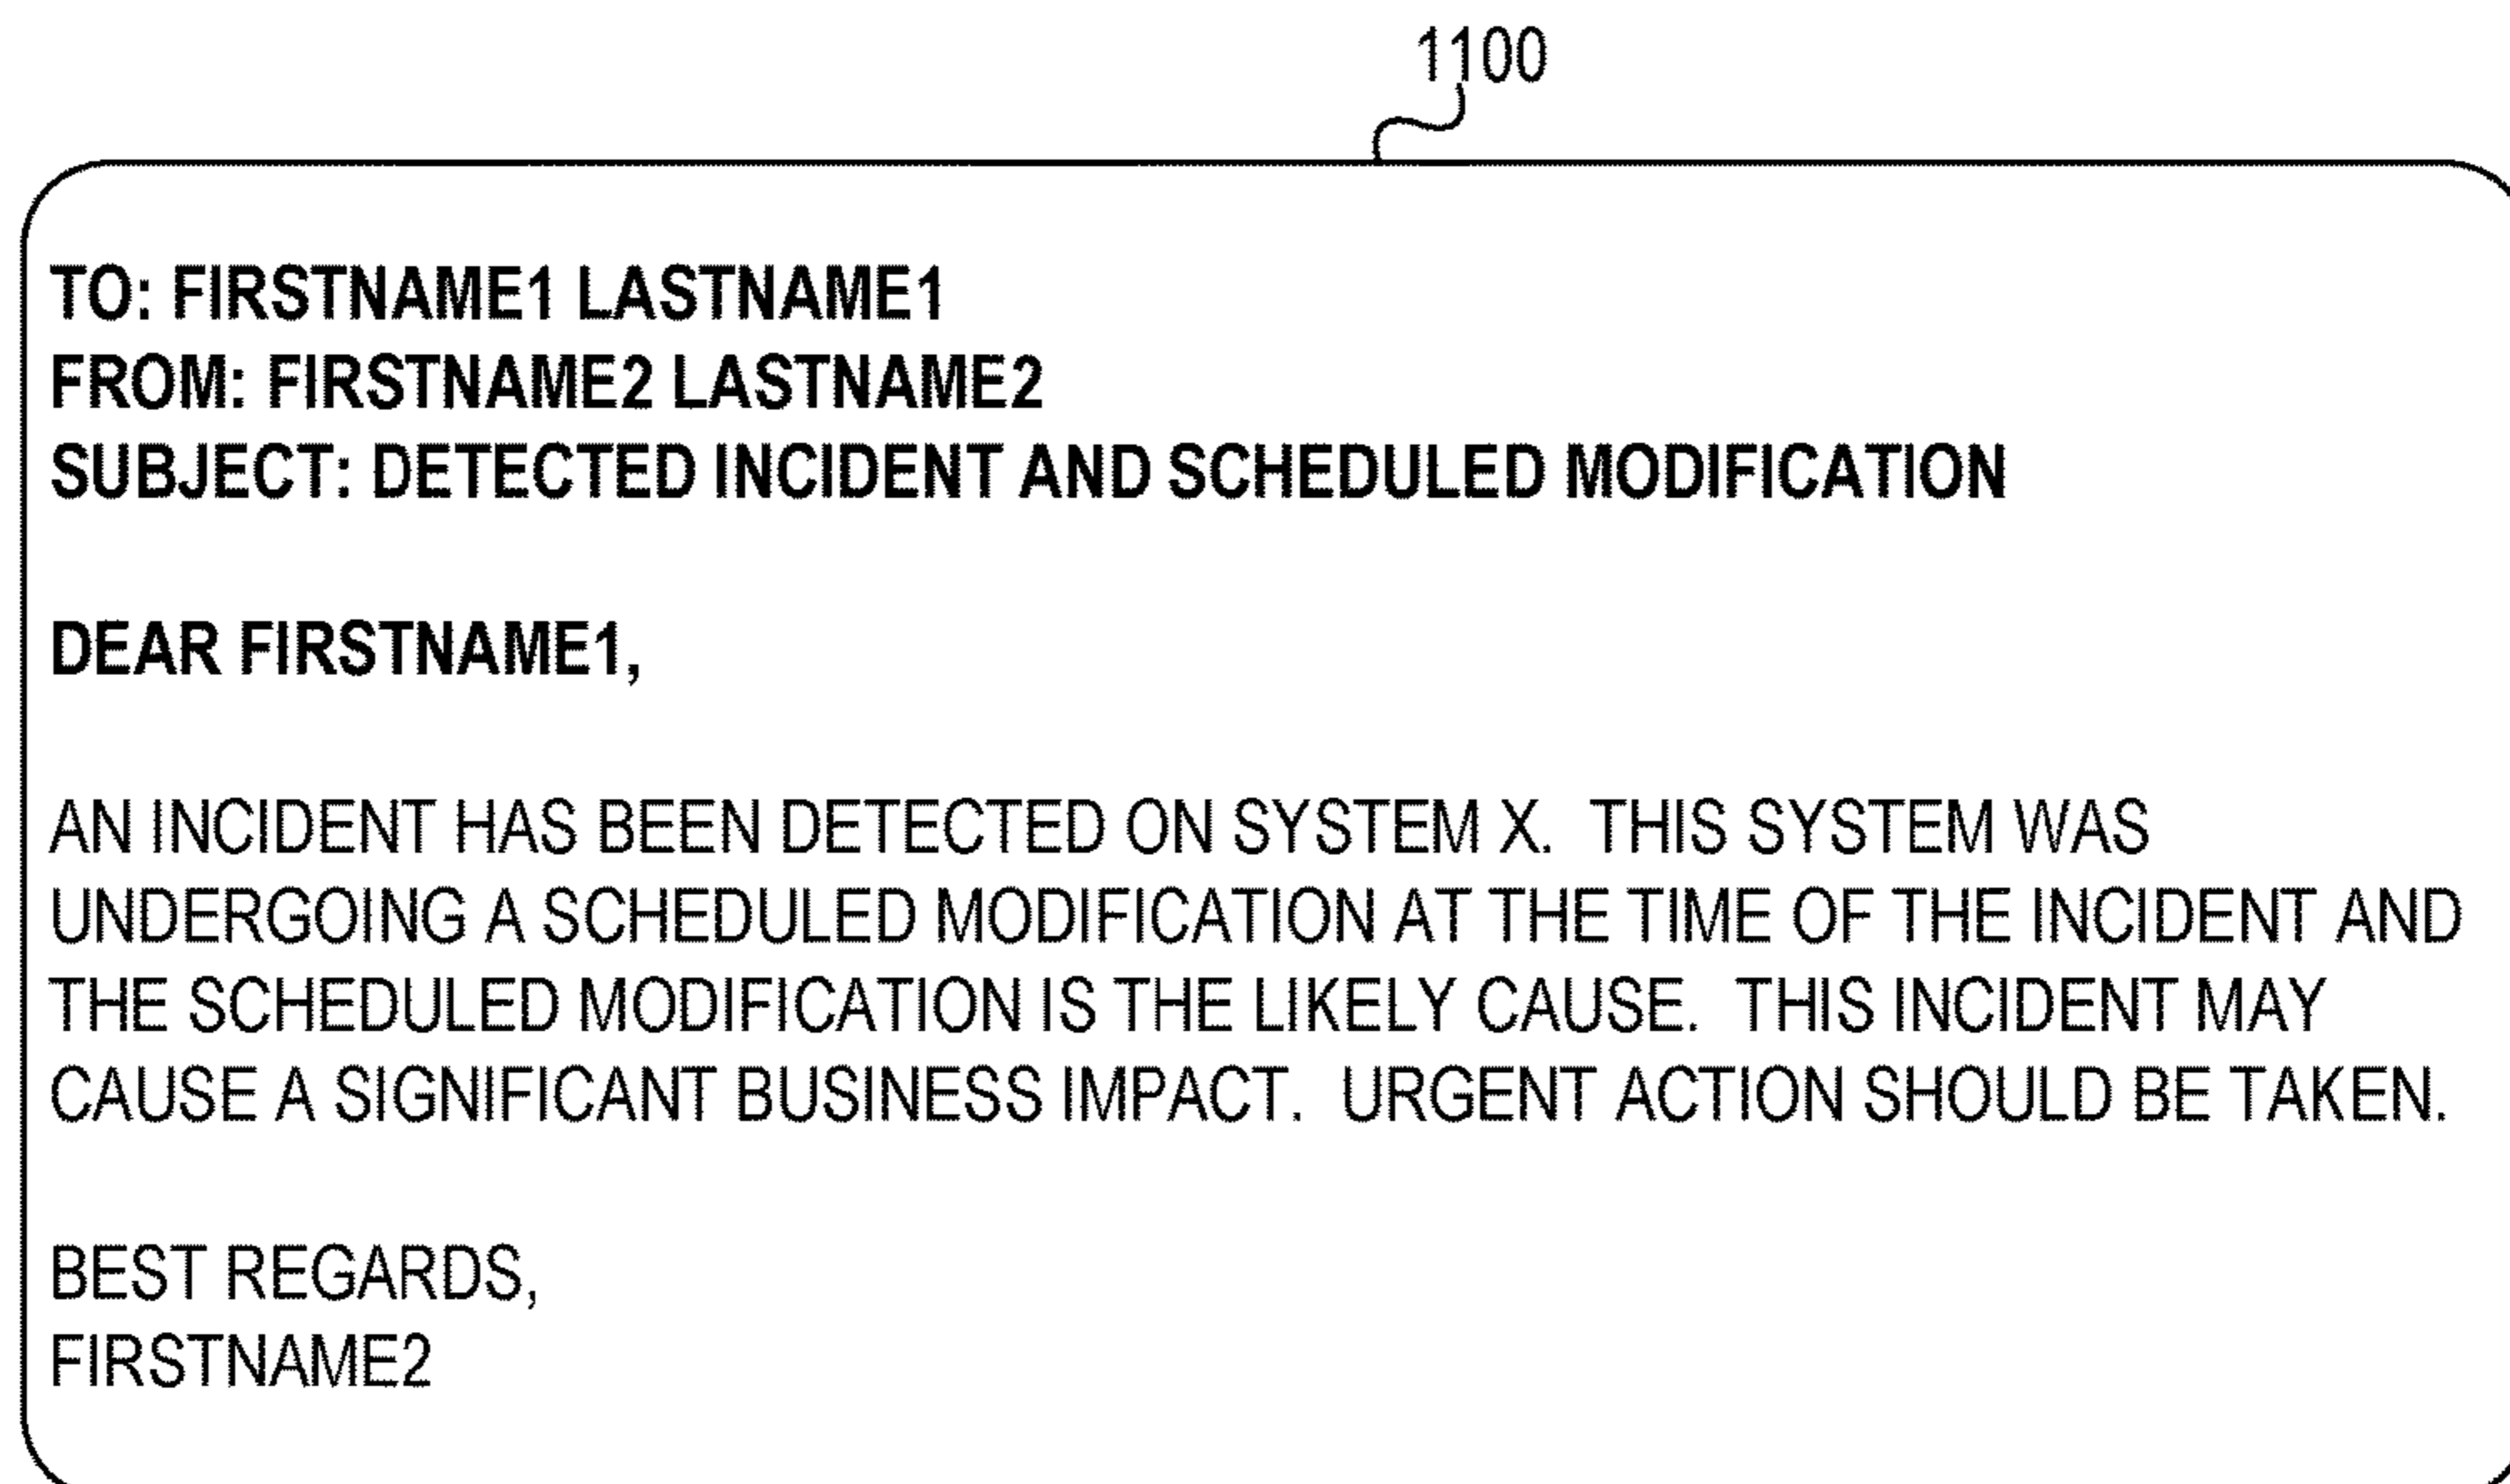 1100
TO: FIRSTNAME1 LASTNAME1
FROM: FIRSTNAME2 LASTNAME2
SUBJECT: DETECTED INCIDENT AND SCHEDULED MODIFICATION
DEAR FIRSTNAME1,
AN INCIDENT HAS BEEN DETECTED ON SYSTEM X.  THIS SYSTEM WAS
UNDERGOING A SCHEDULED MODIFICATION AT THE TIME OF THE INCIDENT AND
THE SCHEDULED MODIFICATION IS THE LIKELY CAUSE.  THIS INCIDENT MAY
CAUSE A SIGNIFICANT BUSINESS IMPACT.  URGENT ACTION SHOULD BE TAKEN.
BEST REGARDS,
FIRSTNAME2